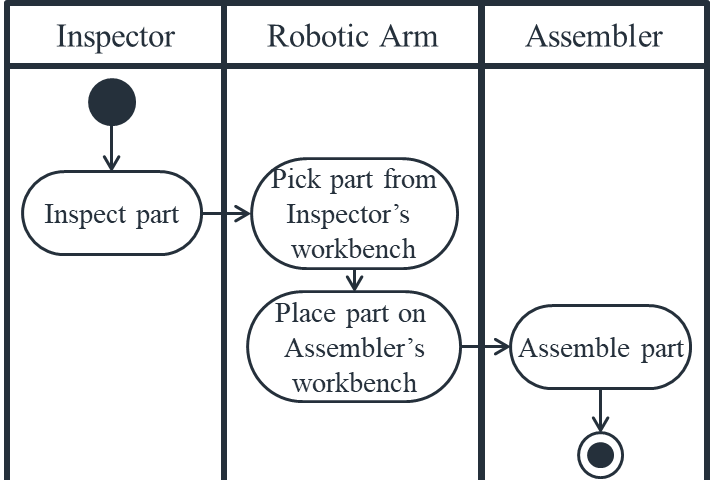 Inspector
Robotic Arm
Assembler
Inspect part
Pick part from
Inspector’s
workbench
Place part on
Assembler’s
workbench
Assemble part